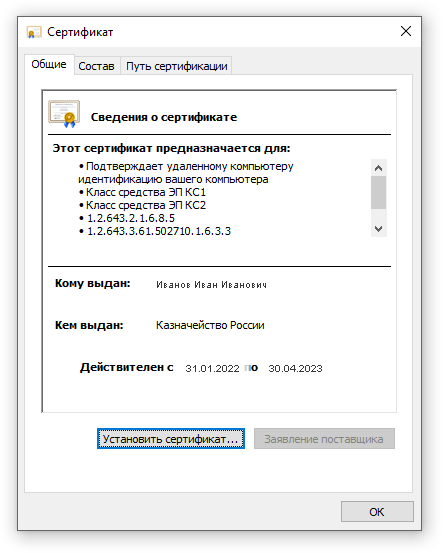 Сертификат
Общие Состав Путь сертификации
Сведения о сертификате
Этот сертификат предназначается для:
• Подтверждает удаленному компьютеру
идентификацию вашего компьютера
• Класс средства ЭП КС1
• Класс средства ЭП КС2
• 1.2.643.2.1.6.8.5
• 1.2.643.3.61.502710.1.6.3.3
Кому выдан: Иванов Иван Иванович
Кем выдан: Казначейство России
Действителен с 31.01.2022 по 30.04.2023
Установить сертификат... Заявление поставщика
ОК